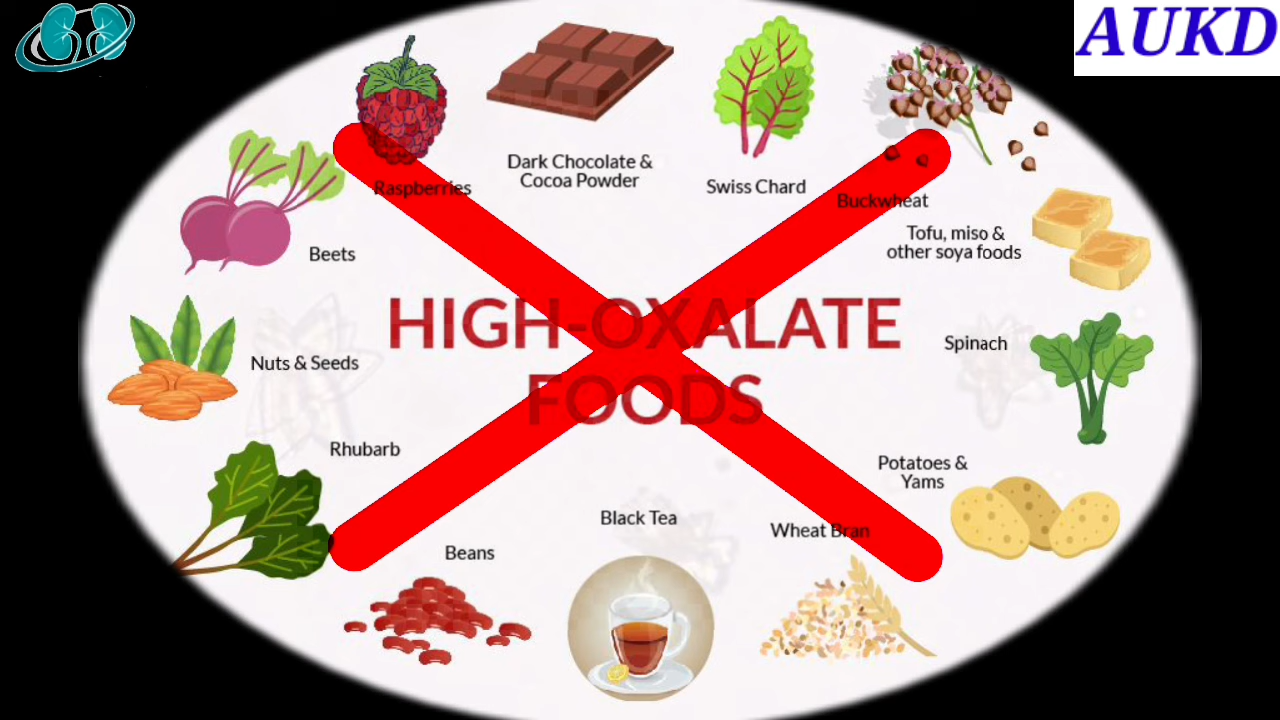 AUKD
Dark Chocolate &
Cocoa Powder
Raspberries
Swiss Chard
Buckwheat
Tofu, miso &
other soya foods
Beets
HIGH-OXALATE
FOODS
Nuts & Seeds
Spinach
Rhubarb
Potatoes &
Yams
Black Tea
Wheat Bran
Beans